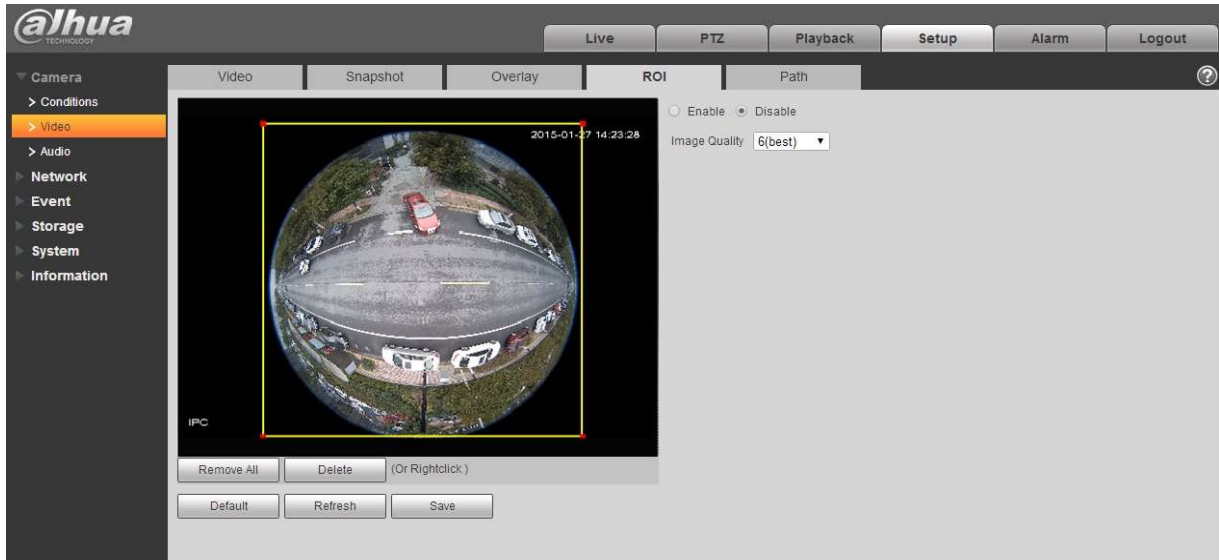 alhua
TECHNOLOGY
Live PTZ Playback Setup Alarm Logout
Camera
> Conditions
> Video
> Audio
Network
Event
Storage
System
Information
Video Snapshot Overlay ROI Path ?
2015-01-27 14:23:28
IPC
Enable Disable
Image Quality 6(best)
Remove All Delete (Or Rightclick )
Default Refresh Save